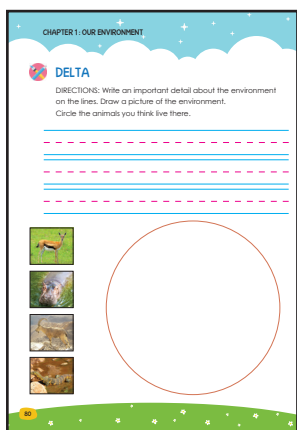 CHAPTER 1: OUR ENVIRONMENT
DELTA
DIRECTIONS: Write an important detail about the environment
on the lines. Draw a picture of the environment.
Circle the animals you think live there.
80